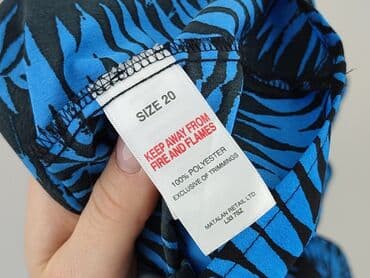 SIZE 20
KEEP AWAY FROM
FIRE AND FLAMES
100% POLYESTER
EXCLUSIVE OF TRIMMINGS
MATALAN RETAIL LTD
L33 7SZ